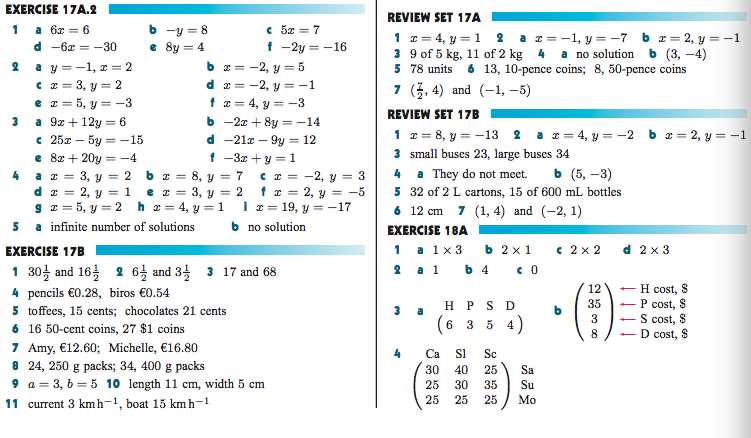 EXERCISE 17A.2
1 a 6x = 6 b −y = 8 c 5x = 7
d −6x = −30 e 8y = 4 f −2y = −16
2 a y = −1, x = 2 b x = −2, y = 5
c x = 3, y = 2 d x = −2, y = −1
e x = 5, y = −3 f x = 4, y = −3
3 a 9x + 12y = 6 b −2x + 8y = −14
c 25x − 5y = −15 d −21x − 9y = 12
e 8x + 20y = −4 f −3x + y = 1
4 a x = 3, y = 2 b x = 8, y = 7 c x = −2, y = 3
d x = 2, y = 1 e x = 3, y = 2 f x = 2, y = −5
g x = 5, y = 2 h x = 4, y = 1 i x = 19, y = −17
5 a infinite number of solutions b no solution
EXERCISE 17B
1 30½ and 16½ 2 6½ and 3½ 3 17 and 68
4 pencils €0.28, biros €0.54
5 toffees, 15 cents; chocolates 21 cents
6 16 50-cent coins, 27 $1 coins
7 Amy, €12.60; Michelle, €16.80
8 24, 250 g packs; 34, 400 g packs
9 a = 3, b = 5 10 length 11 cm, width 5 cm
11 current 3 km h⁻¹, boat 15 km h⁻¹
REVIEW SET 17A
1 x = 4, y = 1 2 a x = −1, y = −7 b x = 2, y = −1
3 9 of 5 kg, 11 of 2 kg 4 a no solution b (3, −4)
5 78 units 6 13, 10-pence coins; 8, 50-pence coins
7 (7/2, 4) and (−1, −5)
REVIEW SET 17B
1 x = 8, y = −13 2 a x = 4, y = −2 b x = 2, y = −1
3 small buses 23, large buses 34
4 a They do not meet. b (5, −3)
5 32 of 2 L cartons, 15 of 600 mL bottles
6 12 cm 7 (1, 4) and (−2, 1)
EXERCISE 18A
1 a 1 × 3 b 2 × 1 c 2 × 2 d 2 × 3
2 a 1 b 4 c 0
3 a H P S D
(6 3 5 4)
b 12 ← H cost, $
35 ← P cost, $
3 ← S cost, $
8 ← D cost, $
4 Ca Sl Sc
30 40 25 Sa
25 30 35 Su
25 25 25 Mo